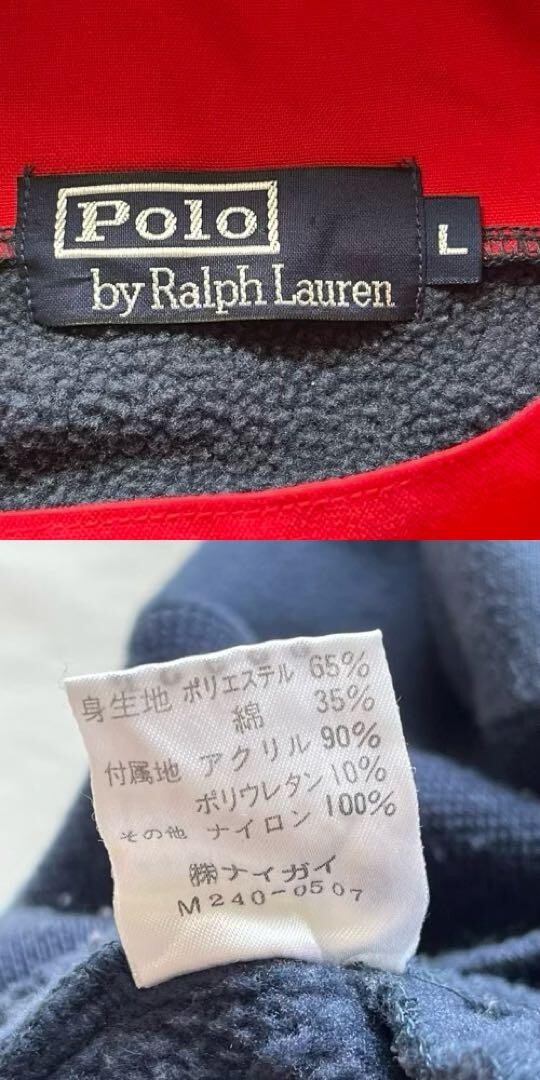 Polo
by Ralph Lauren
L
身生地 ポリエステル 65%
綿 35%
付属地 アクリル 90%
ポリウレタン 10%
その他 ナイロン 100%
㈱ナイガイ
M240-0507